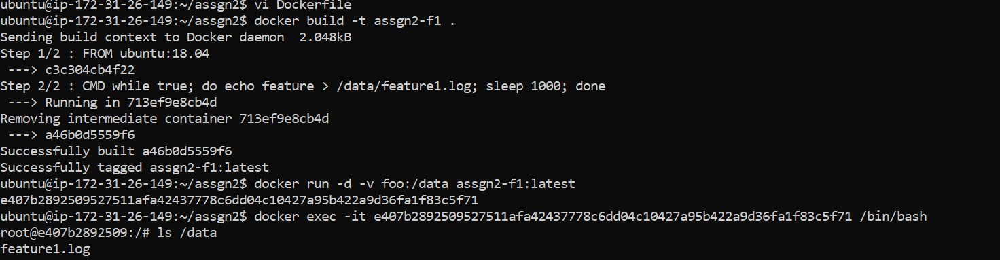 ubuntu@ip-172-31-26-149:~/assgn2$ vi Dockerfile
ubuntu@ip-172-31-26-149:~/assgn2$ docker build -t assgn2-f1 .
Sending build context to Docker daemon  2.048kB
Step 1/2 : FROM ubuntu:18.04
 ---> c3c304cb4f22
Step 2/2 : CMD while true; do echo feature > /data/feature1.log; sleep 1000; done
 ---> Running in 713ef9e8cb4d
Removing intermediate container 713ef9e8cb4d
 ---> a46b0d5559f6
Successfully built a46b0d5559f6
Successfully tagged assgn2-f1:latest
ubuntu@ip-172-31-26-149:~/assgn2$ docker run -d -v foo:/data assgn2-f1:latest
e407b2892509527511afa42437778c6dd04c10427a95b422a9d36fa1f83c5f71
ubuntu@ip-172-31-26-149:~/assgn2$ docker exec -it e407b2892509527511afa42437778c6dd04c10427a95b422a9d36fa1f83c5f71 /bin/bash
root@e407b2892509:/# ls /data
feature1.log